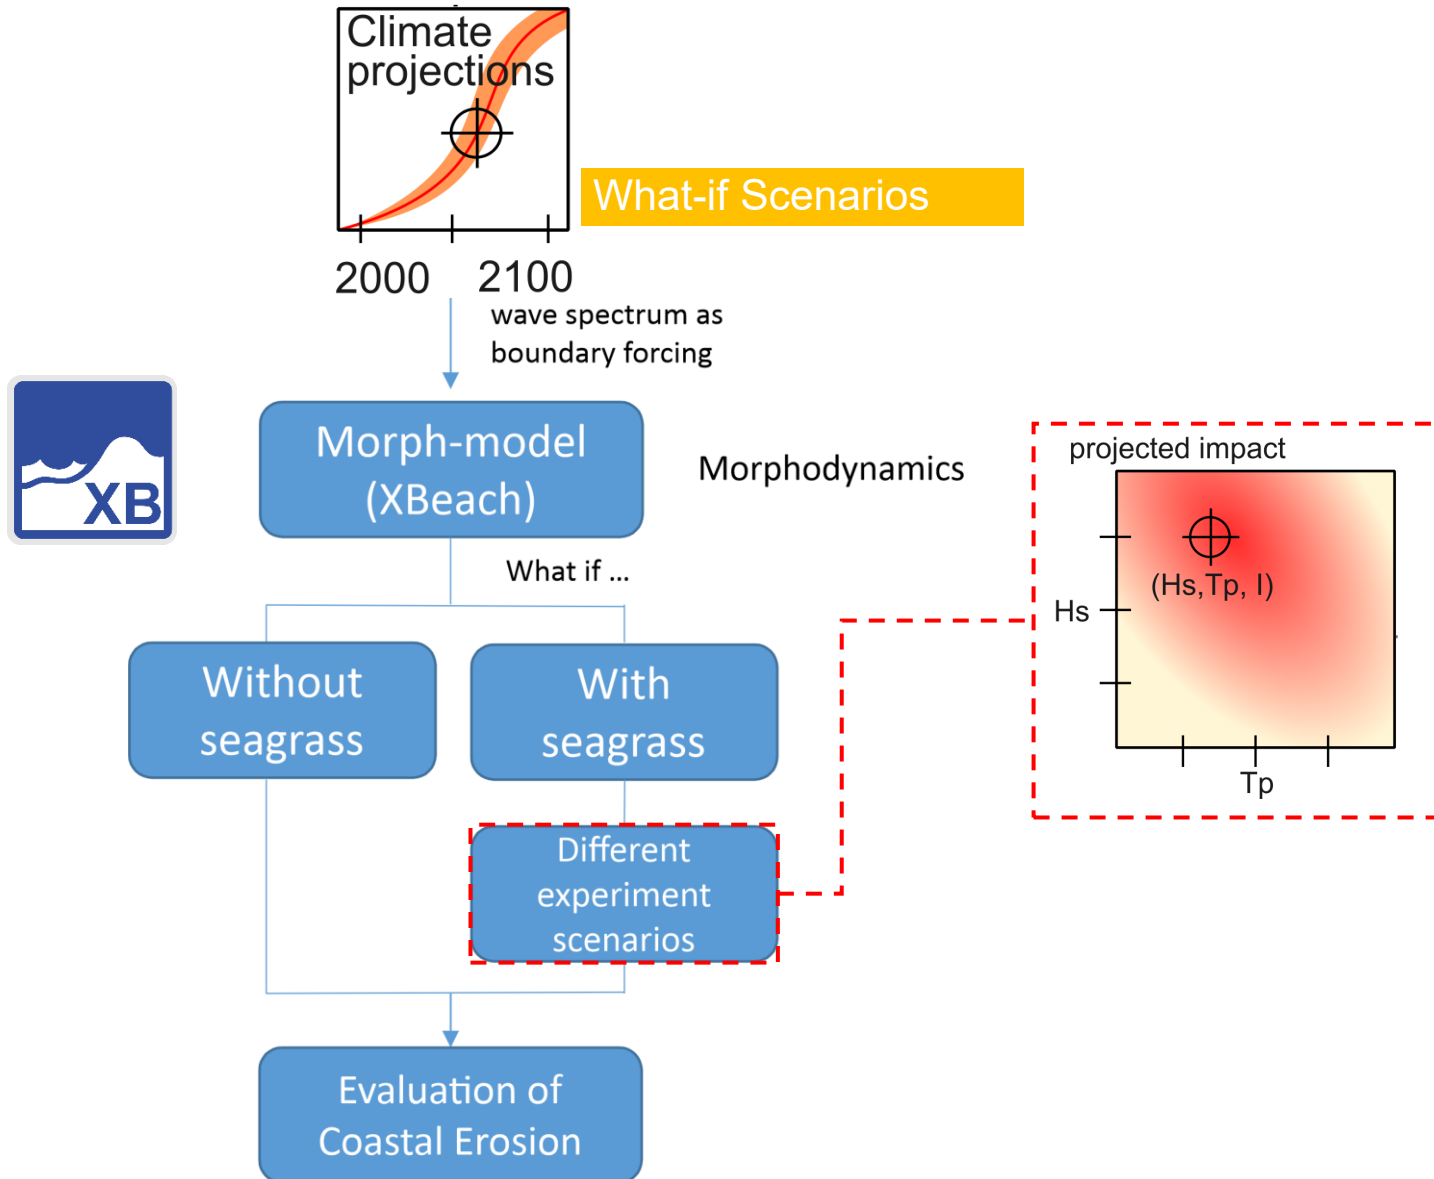 Climate
projections
2000 2100
What-if Scenarios
wave spectrum as
boundary forcing
XB
Morph-model
(XBeach)
Morphodynamics
What if ...
Without
seagrass
With
seagrass
Different
experiment
scenarios
Evaluation of
Coastal Erosion
projected impact
(Hs,Tp, I)
Hs
Tp